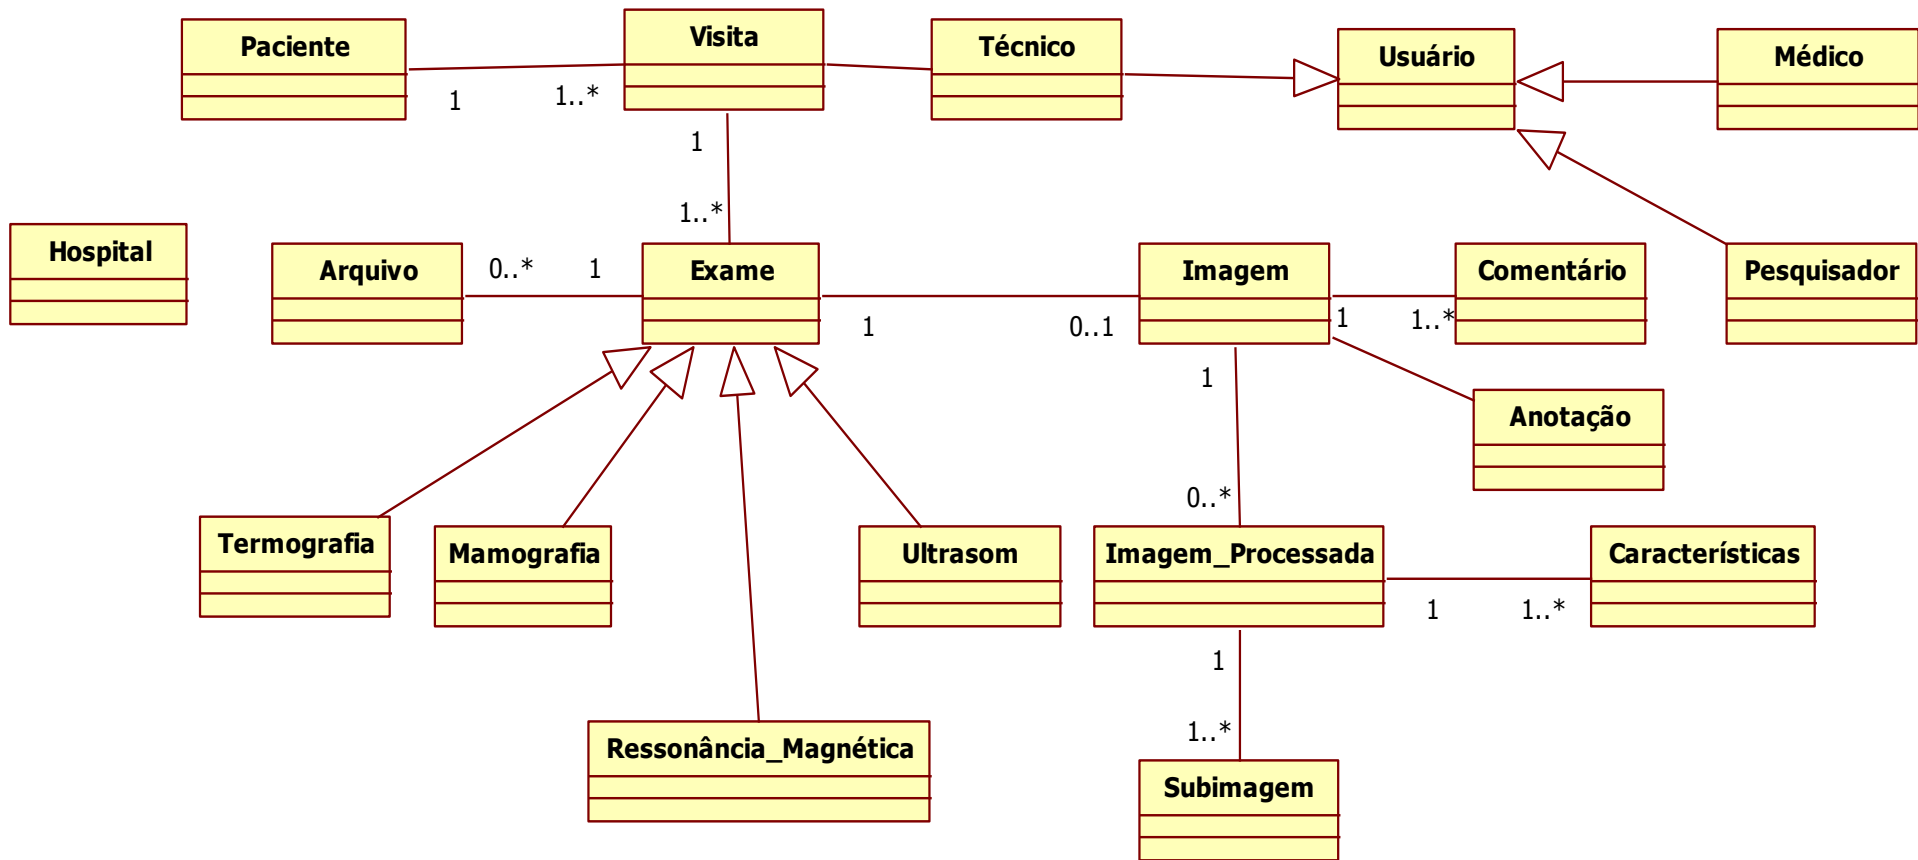 Paciente
Visita
Técnico
Usuário
Médico
1
1..*
1
1..*
Hospital
Arquivo
0..*
1
Exame
1
0..1
Imagem
1
1..*
Comentário
Pesquisador
1
0..*
Anotação
Termografia
Mamografia
Ultrasom
Imagem_Processada
1
1..*
Características
Ressonância_Magnética
1
1..*
Subimagem